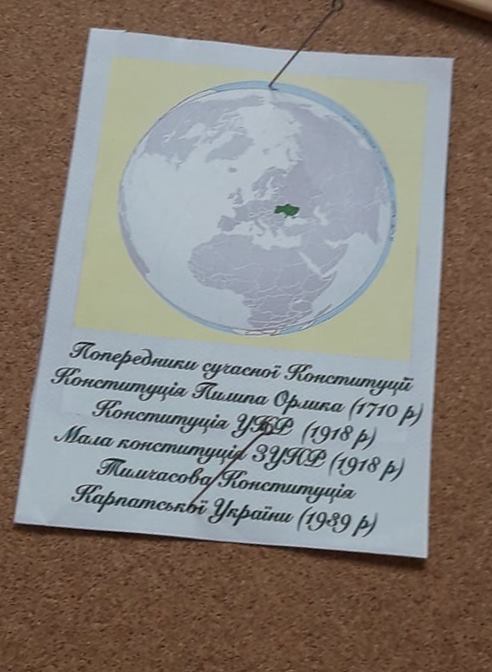 Попередники сучасної Конституції
Конституція Пилипа Орлика (1710 р)
Конституція УНР (1918 р)
Мала конституція ЗУНР (1918 р)
Тимчасова Конституція
Карпатської України (1939 р)